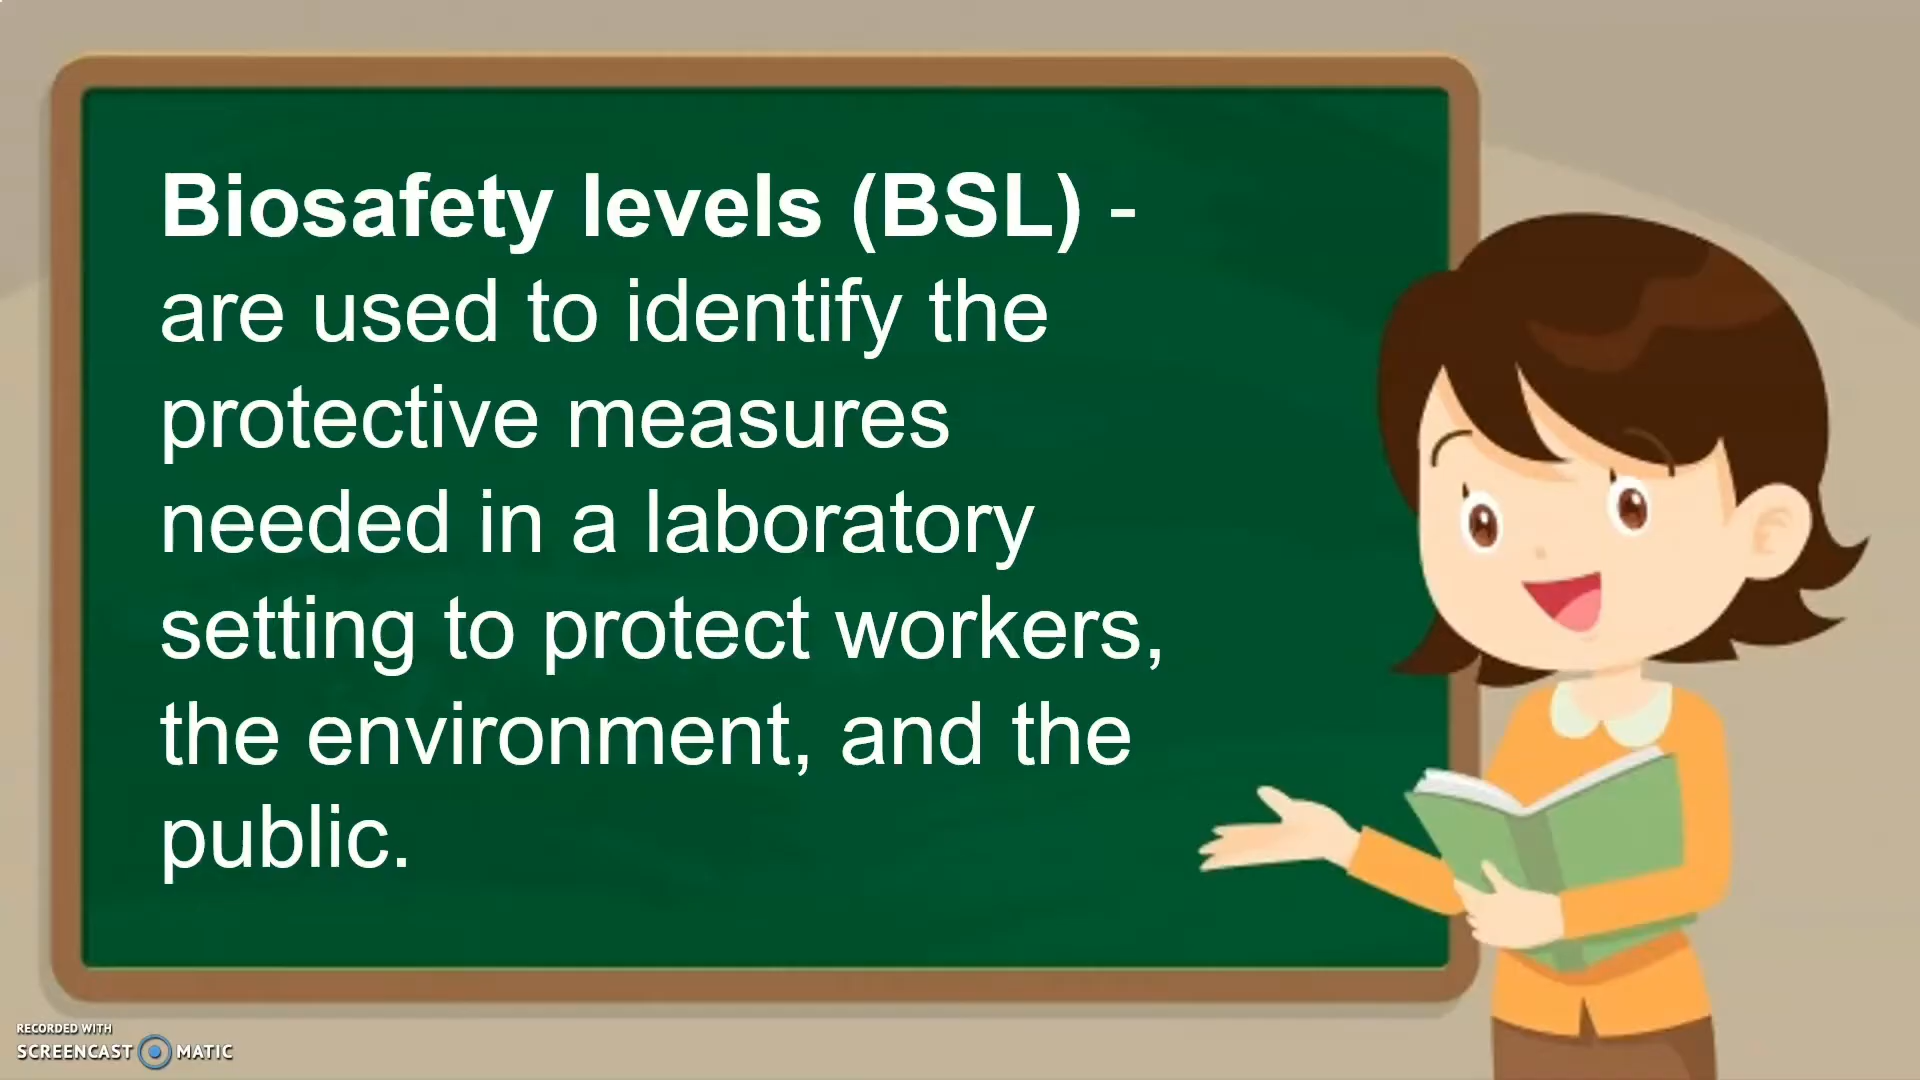 Biosafety levels (BSL) -
are used to identify the
protective measures
needed in a laboratory
setting to protect workers,
the environment, and the
public.
RECORDED WITH
SCREENCAST MATIC